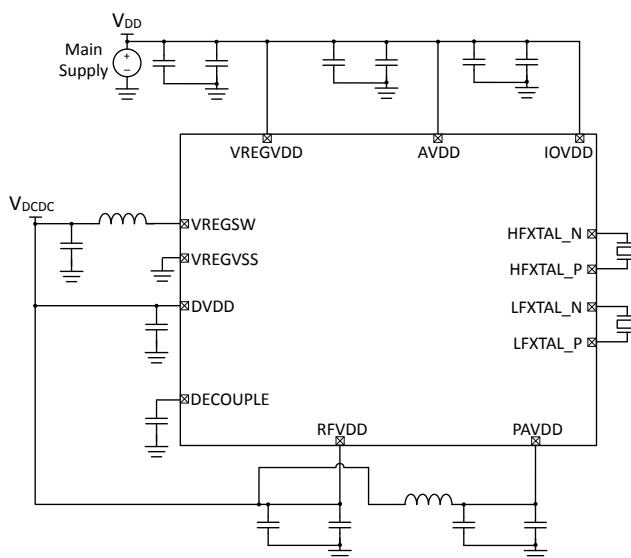 VDD
Main
Supply
+
−
VREGVDD
AVDD
IOVDD
VDCDC
VREGSW
HFXTAL_N
VREGVSS
HFXTAL_P
DVDD
LFXTAL_N
LFXTAL_P
DECOUPLE
RFVDD
PAVDD